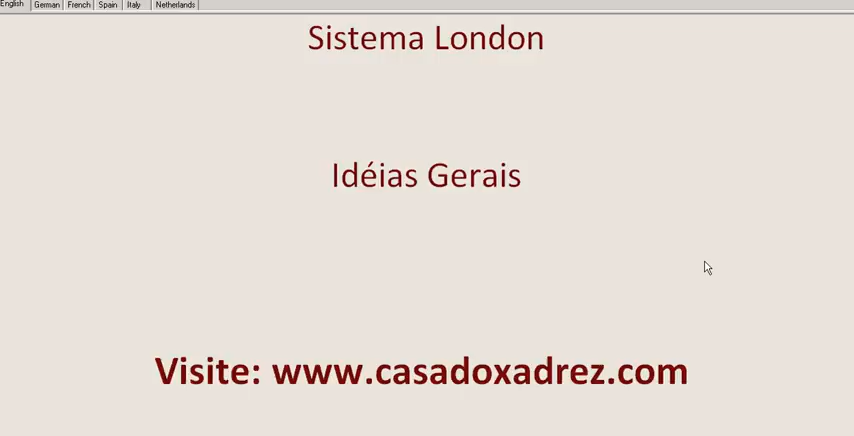 English German French Spain Italy Netherlands
Sistema London
Idéias Gerais
Visite: www.casadoxadrez.com